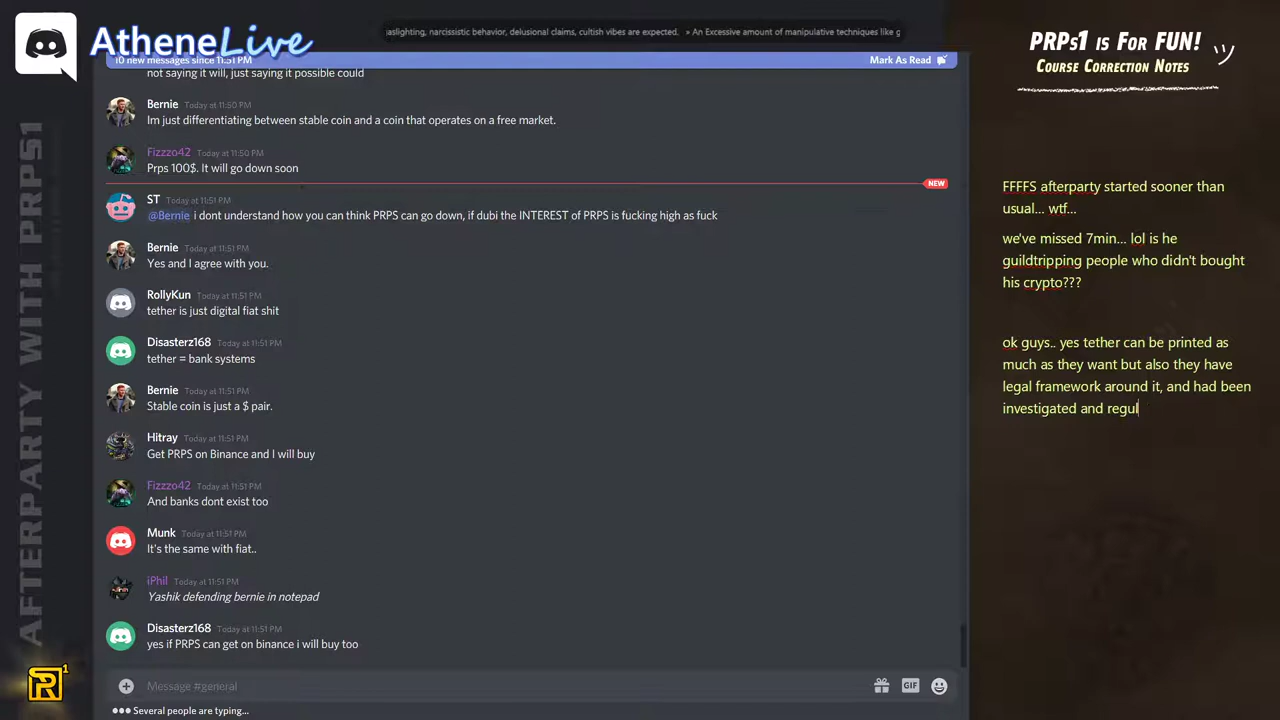 AtheneLive
gaslighting, narcissistic behavior, delusional claims, cultish vibes are expected. » An Excessive amount of manipulative techniques like g
10 new messages since 11:51 PM
Mark As Read
not saying it will, just saying it possible could
Bernie Today at 11:50 PM
Im just differentiating between stable coin and a coin that operates on a free market.
Fizzzo42 Today at 11:50 PM
Prps 100$. It will go down soon
NEW
ST Today at 11:51 PM
@Bernie i dont understand how you can think PRPS can go down, if dubi the INTEREST of PRPS is fucking high as fuck
Bernie Today at 11:51 PM
Yes and I agree with you.
RollyKun Today at 11:51 PM
tether is just digital fiat shit
Disasterz168 Today at 11:51 PM
tether = bank systems
Bernie Today at 11:51 PM
Stable coin is just a $ pair.
Hitray Today at 11:51 PM
Get PRPS on Binance and I will buy
Fizzzo42 Today at 11:51 PM
And banks dont exist too
Munk Today at 11:51 PM
It's the same with fiat..
iPhil Today at 11:51 PM
Yashik defending bernie in notepad
Disasterz168 Today at 11:51 PM
yes if PRPS can get on binance i will buy too
Message #general
GIF
Several people are typing...
AFTERPARTY WITH PRPS1
1
PRPs1 is For FUN! ツ
Course Correction Notes
FFFFS afterparty started sooner than
usual... wtf...
we've missed 7min... lol is he
guildtripping people who didn't bought
his crypto???
ok guys.. yes tether can be printed as
much as they want but also they have
legal framework around it, and had been
investigated and regul